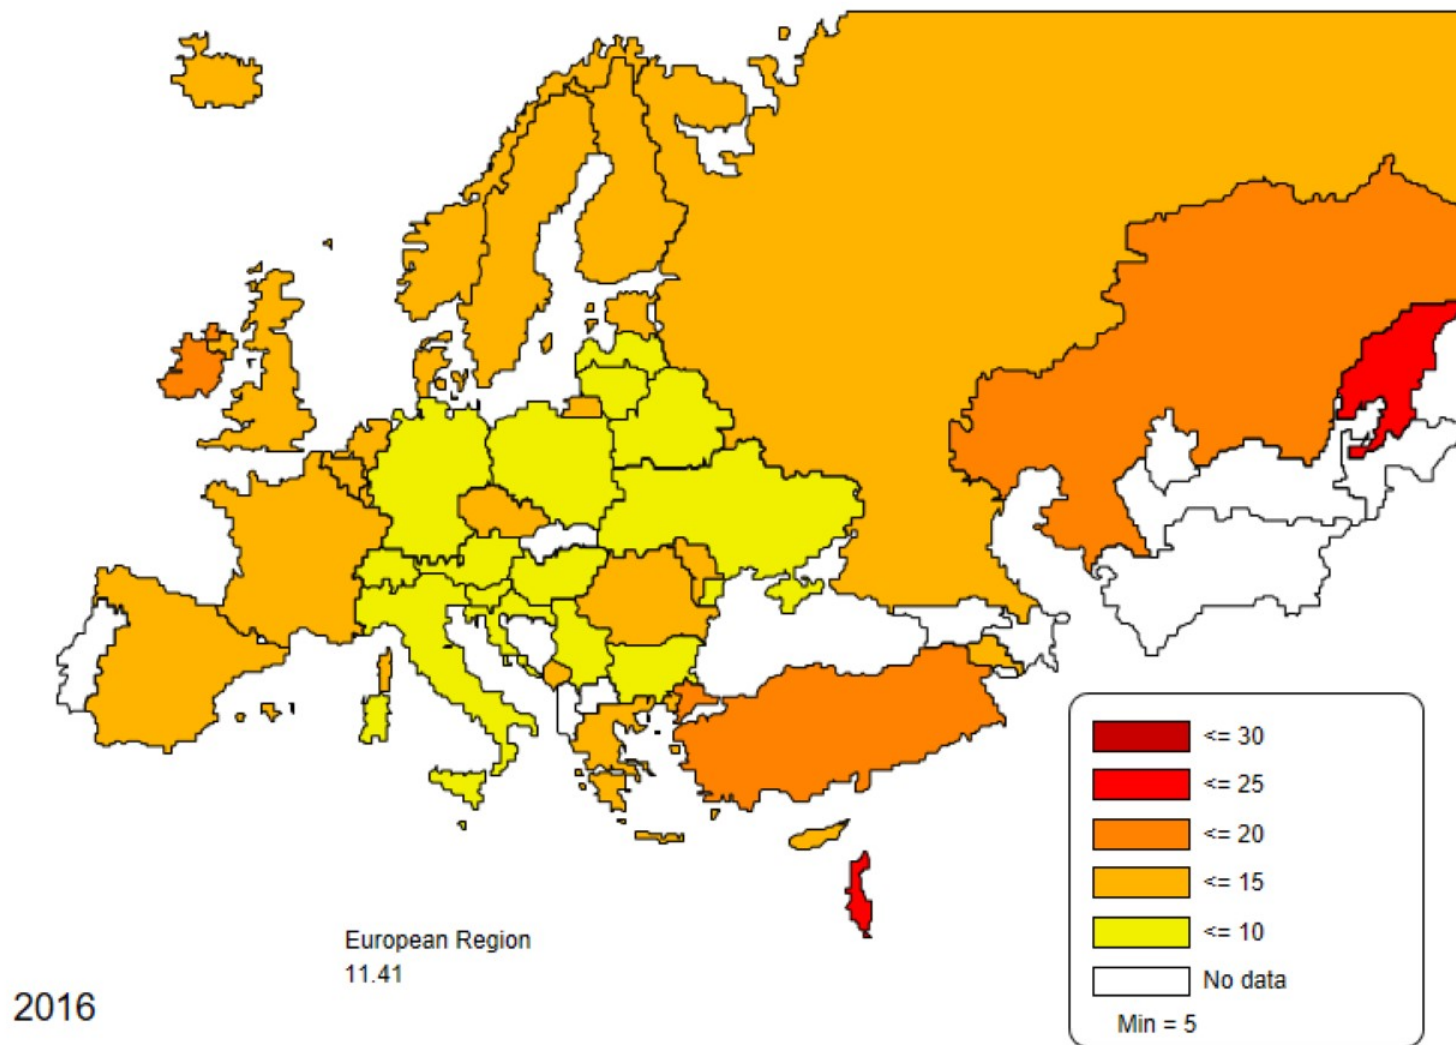 <= 30
<= 25
<= 20
<= 15
<= 10
No data
Min = 5
European Region
11.41
2016